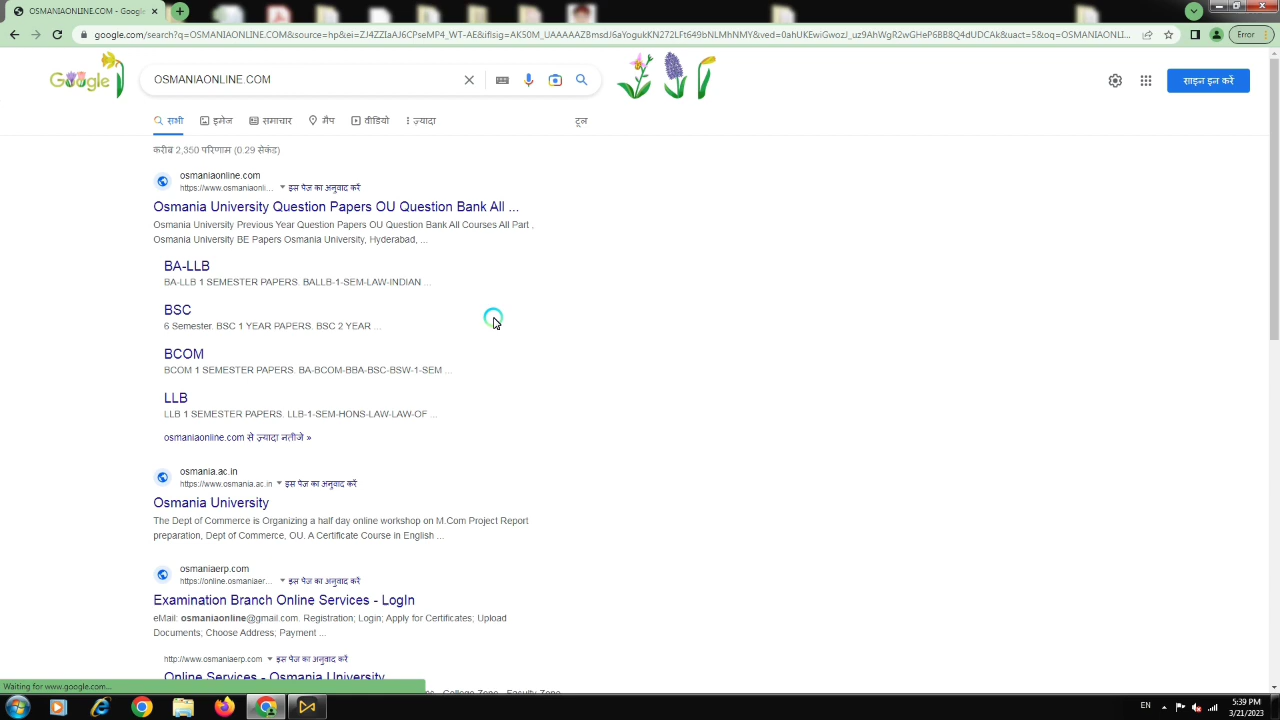 OSMANIAONLINE.COM - Google
google.com/search?q=OSMANIAONLINE.COM&source=hp&ei=
Error
Google
OSMANIAONLINE COM
साइन इन करें
सभी
इमेज
समाचार
मैप
वीडियो
ज़्यादा
टूल
करीब 2,350 परिणाम (0.29 सेकंड)
osmaniaonline.com
https://www.osmaniaonli... इस पेज का अनुवाद करें
Osmania University Question Papers OU Question Bank All ...
Osmania University Previous Year Question Papers OU Question Bank All Courses All Part ,
Osmania University BE Papers Osmania University, Hyderabad, ...
BA-LLB
BA-LLB 1 SEMESTER PAPERS. BALLB-1-SEM-LAW-INDIAN ...
BSC
6 Semester. BSC 1 YEAR PAPERS. BSC 2 YEAR ...
BCOM
BCOM 1 SEMESTER PAPERS. BA-BCOM-BBA-BSC-BSW-1-SEM ...
LLB
LLB 1 SEMESTER PAPERS. LLB-1-SEM-HONS-LAW-LAW-OF ...
osmaniaonline.com से ज़्यादा नतीजे »
osmania.ac.in
https://www.osmania.ac.in इस पेज का अनुवाद करें
Osmania University
The Dept of Commerce is Organizing a half day online workshop on M.Com Project Report
preparation, Dept of Commerce, OU. A Certificate Course in English ...
osmaniaerp.com
https://online.osmaniaer... इस पेज का अनुवाद करें
Examination Branch Online Services - LogIn
eMail: osmaniaonline@gmail.com. Registration; Login; Apply for Certificates; Upload
Documents; Choose Address; Payment ...
http://www.osmaniaerp.com इस पेज का अनुवाद करें
Online Services - Osmania University
College Zone - Faculty Zone
Waiting for www.google.com...
EN
5:39 PM
3/21/2023